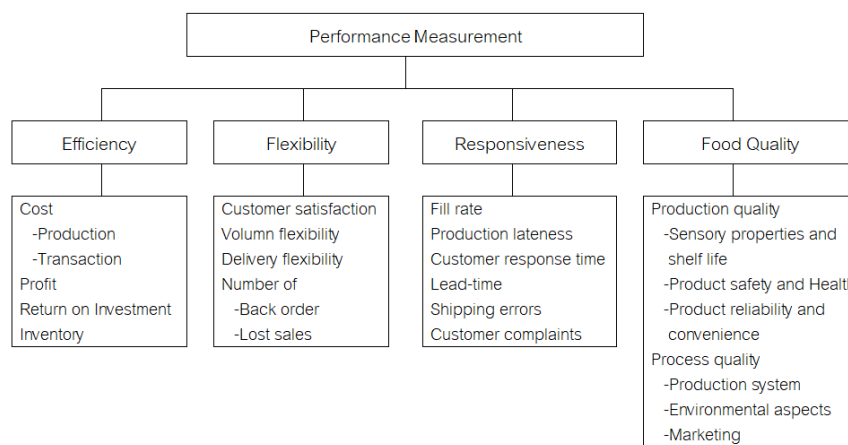 Performance Measurement
Efficiency
Flexibility
Responsiveness
Food Quality
Cost
-Production
-Transaction
Profit
Return on Investment
Inventory
Customer satisfaction
Volumn flexibility
Delivery flexibility
Number of
-Back order
-Lost sales
Fill rate
Production lateness
Customer response time
Lead-time
Shipping errors
Customer complaints
Production quality
-Sensory properties and
shelf life
-Product safety and Health
-Product reliability and
convenience
Process quality
-Production system
-Environmental aspects
-Marketing